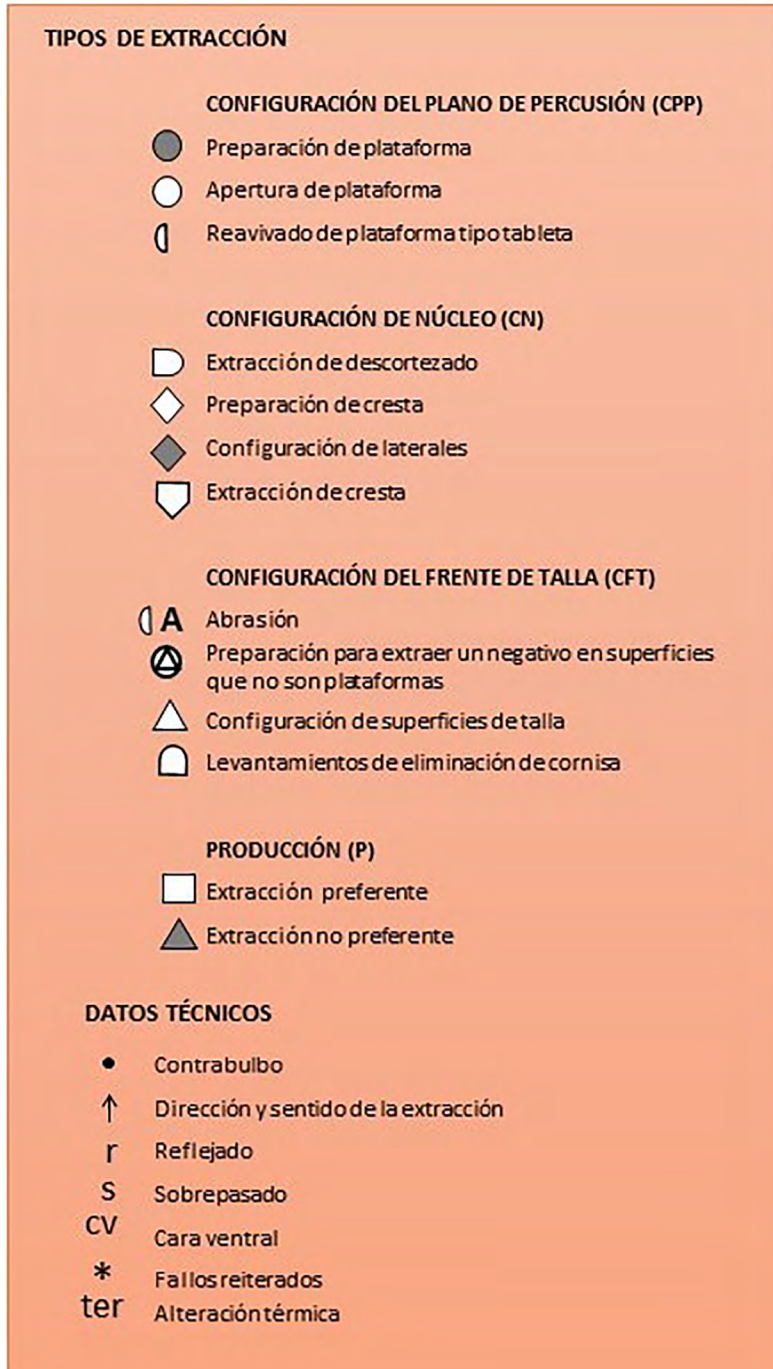 TIPOS DE EXTRACCIÓN
CONFIGURACIÓN DEL PLANO DE PERCUSIÓN (CPP)
Preparación de plataforma
Apertura de plataforma
Reavivado de plataforma tipo tableta
CONFIGURACIÓN DE NÚCLEO (CN)
Extracción de descortezado
Preparación de cresta
Configuración de laterales
Extracción de cresta
CONFIGURACIÓN DEL FRENTE DE TALLA (CFT)
A Abrasión
Preparación para extraer un negativo en superficies
que no son plataformas
Configuración de superficies de talla
Levantamientos de eliminación de cornisa
PRODUCCIÓN (P)
Extracción preferente
Extracción no preferente
DATOS TÉCNICOS
• Contrabulbo
↑ Dirección y sentido de la extracción
r Reflejado
s Sobrepasado
cv Cara ventral
* Fallos reiterados
ter Alteración térmica